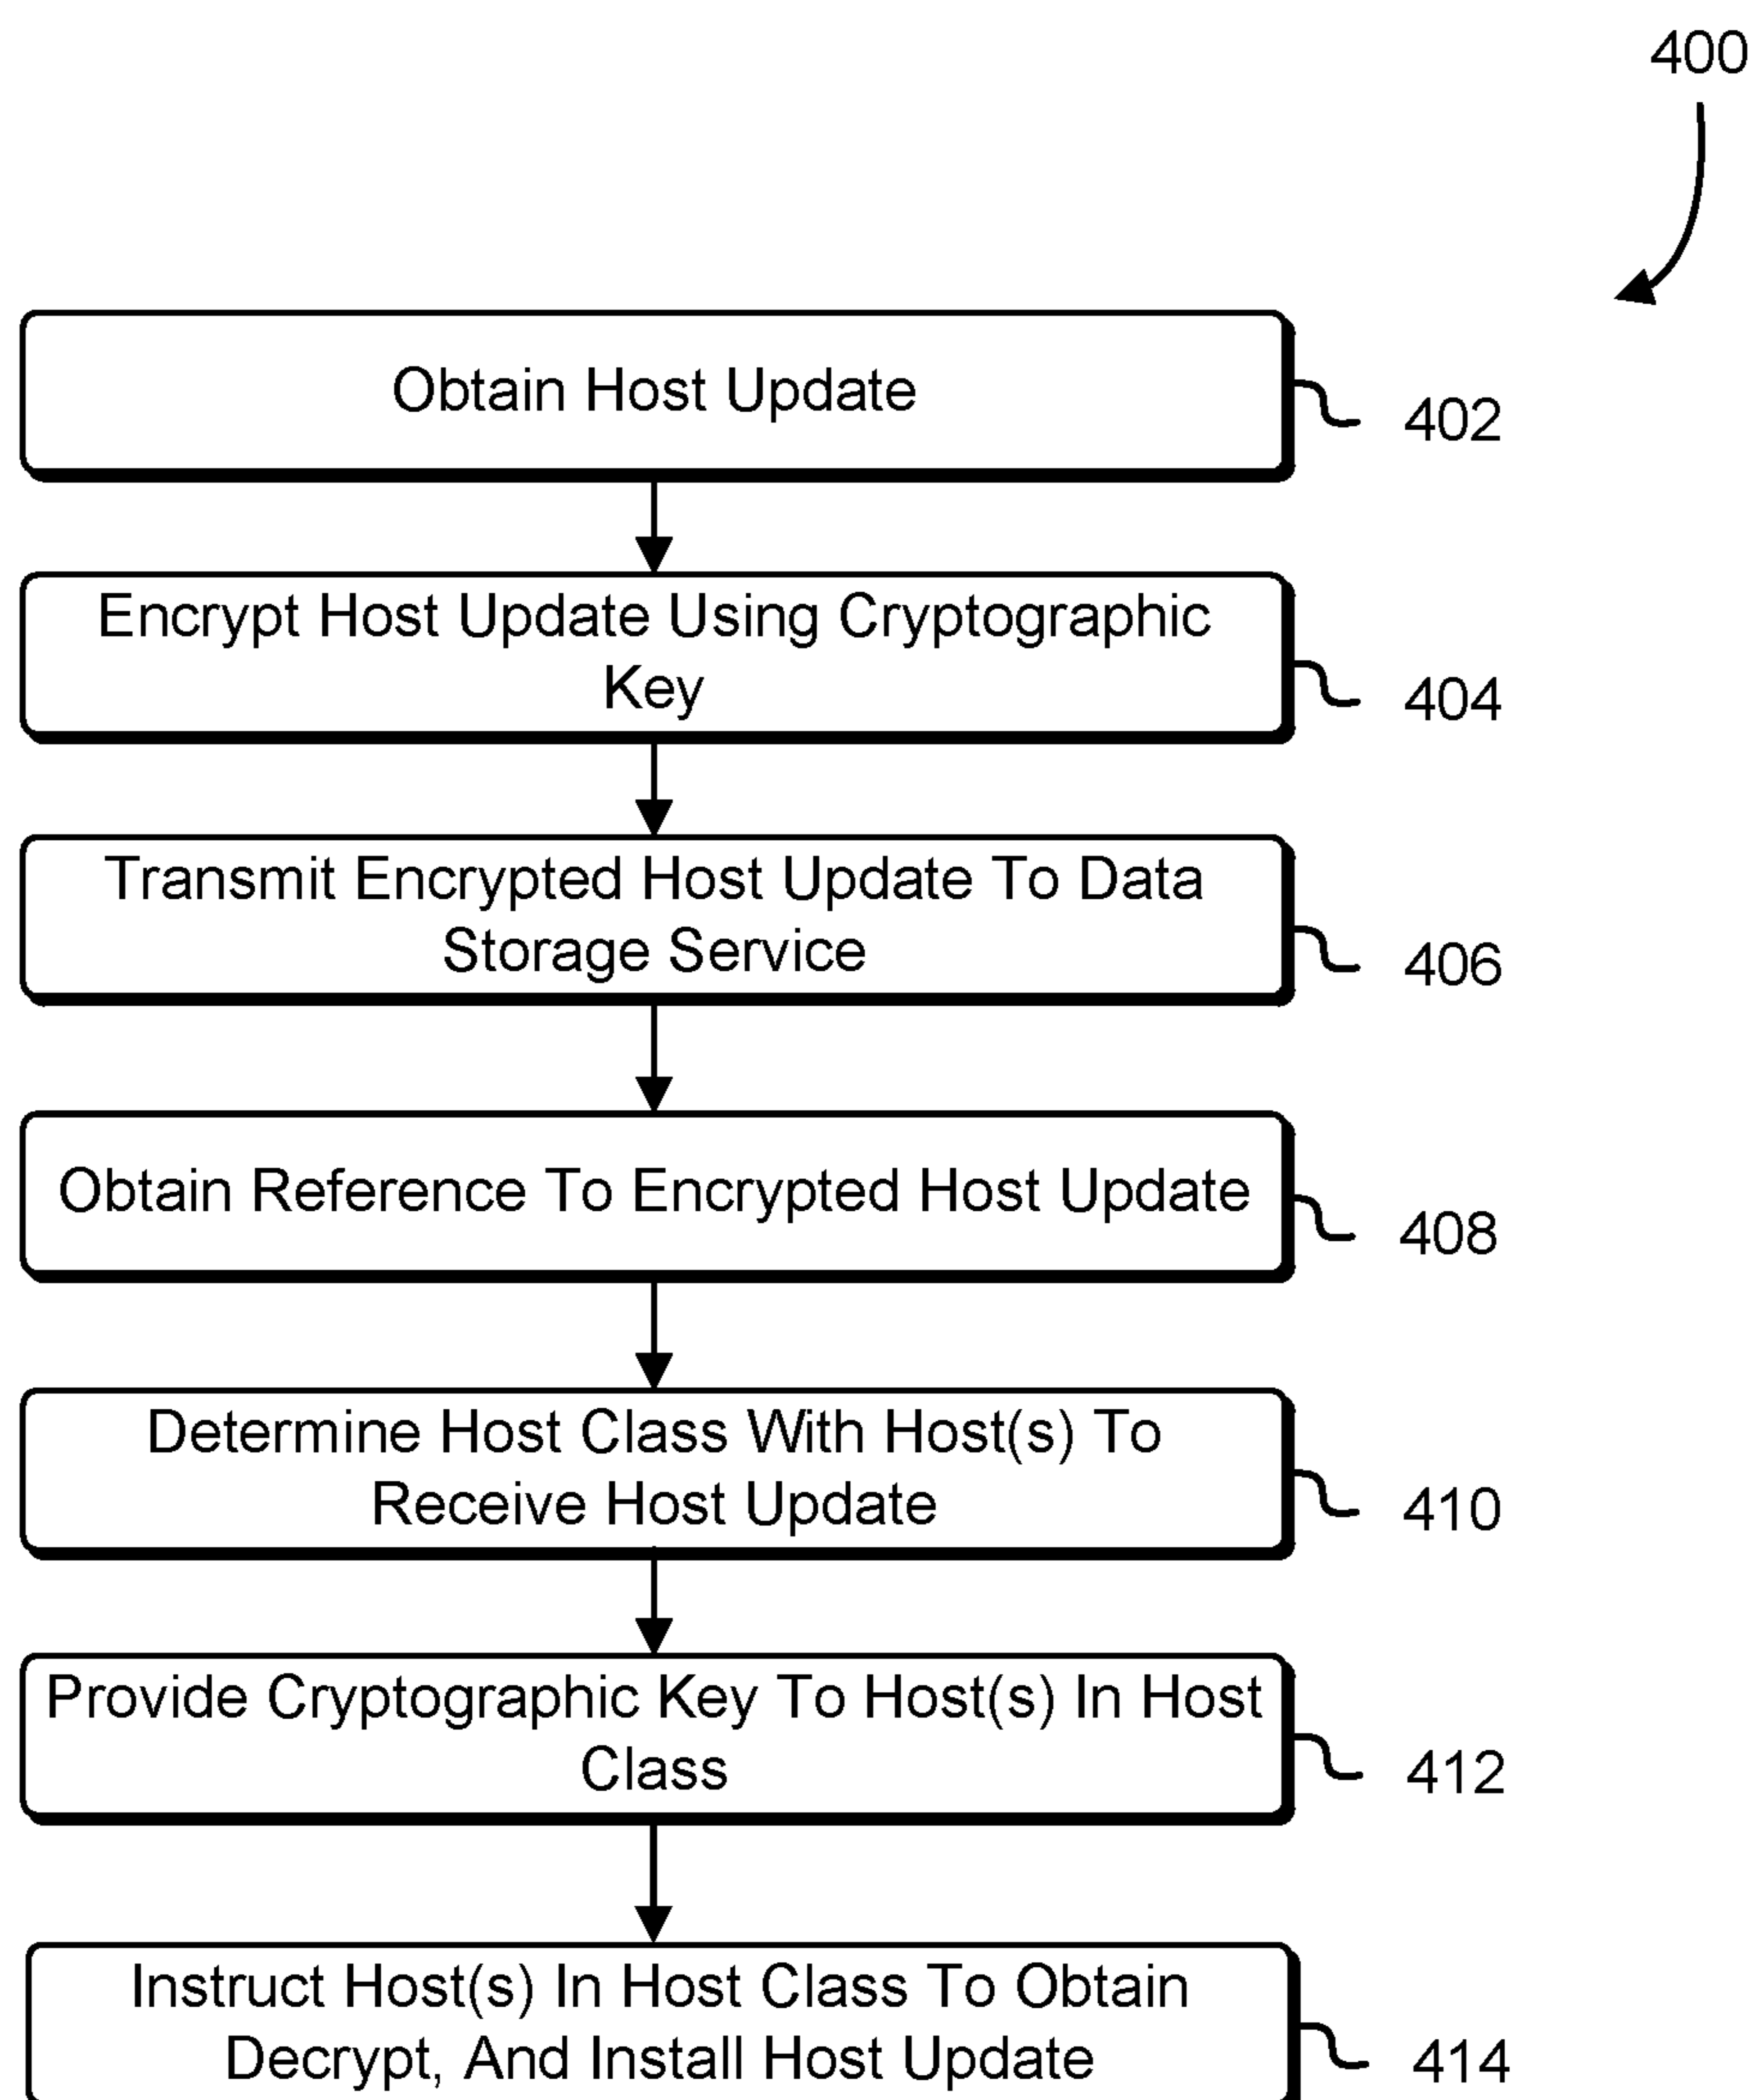 400
Obtain Host Update
402
Encrypt Host Update Using Cryptographic
Key
404
Transmit Encrypted Host Update To Data
Storage Service
406
Obtain Reference To Encrypted Host Update
408
Determine Host Class With Host(s) To
Receive Host Update
410
Provide Cryptographic Key To Host(s) In Host
Class
412
Instruct Host(s) In Host Class To Obtain
Decrypt, And Install Host Update
414